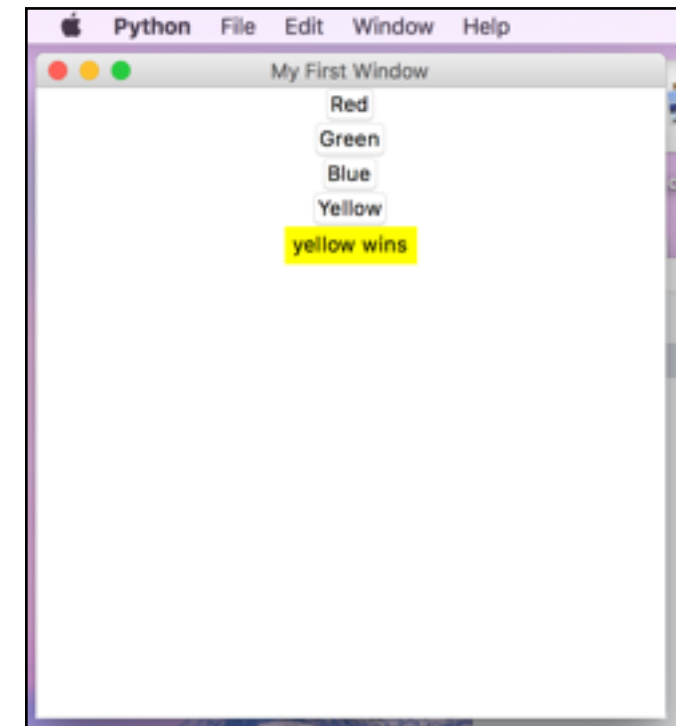 Python File Edit Window Help
My First Window
Red
Green
Blue
Yellow
yellow wins